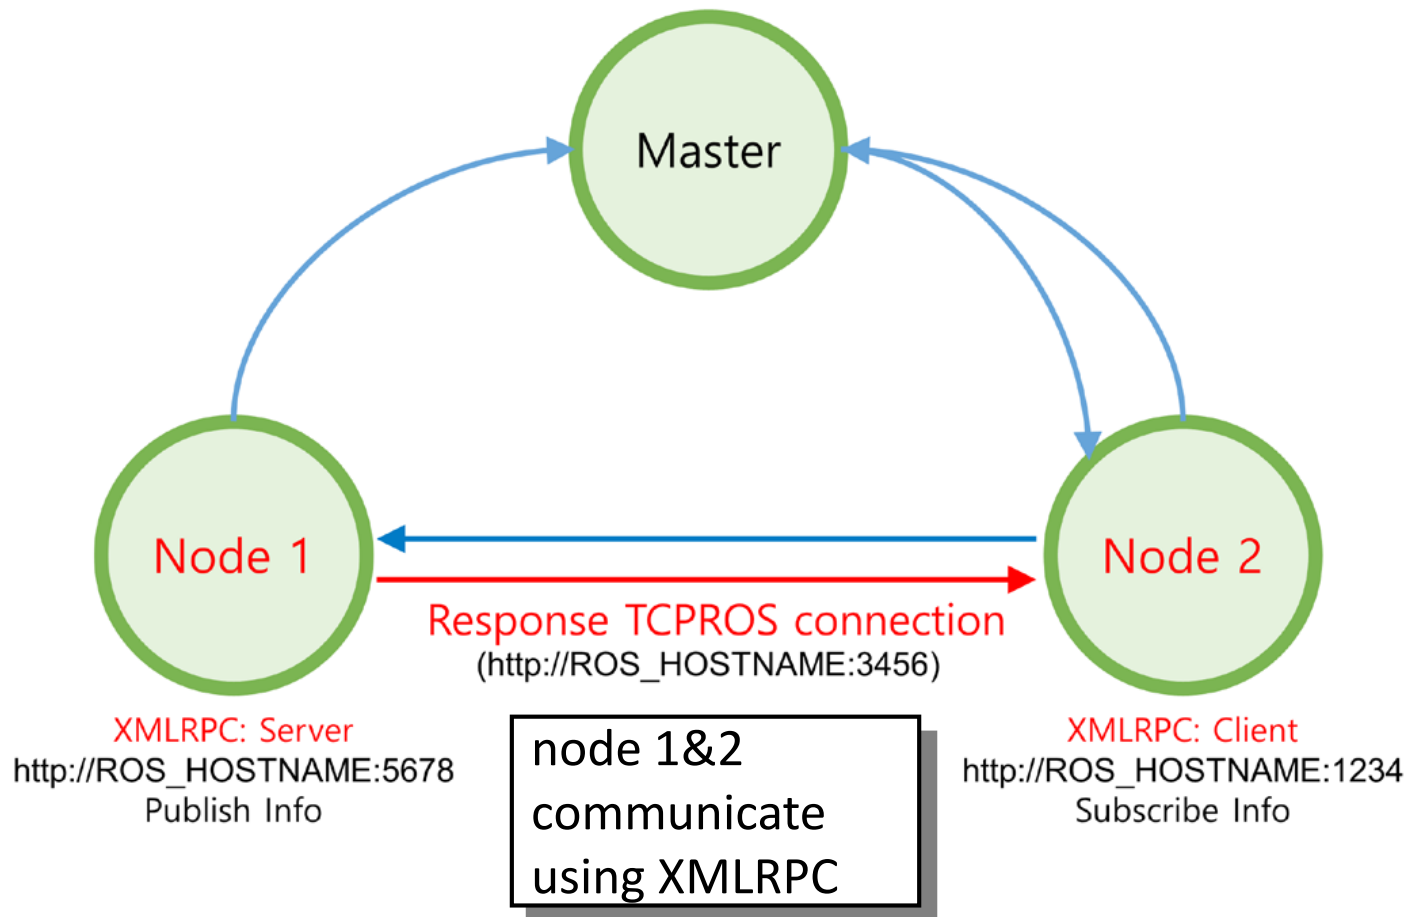 Master
Node 1
Node 2
Response TCPROS connection
(http://ROS_HOSTNAME:3456)
XMLRPC: Server
http://ROS_HOSTNAME:5678
Publish Info
node 1&2
communicate
using XMLRPC
XMLRPC: Client
http://ROS_HOSTNAME:1234
Subscribe Info